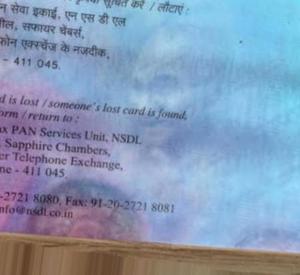 सूचित करें / लौटाएं :
न सेवा इकाई, एन एस डी एल
ल, सफायर चेंबर्स,
फोन एक्स्चेंज के नजदीक,
- 411 045.
d is lost / someone's lost card is found,
orm / return to :
ax PAN Services Unit, NSDL
Sapphire Chambers,
er Telephone Exchange,
ne - 411 045.
-2721 8080, Fax: 91-20-2721 8081
nfo@nsdl.co.in